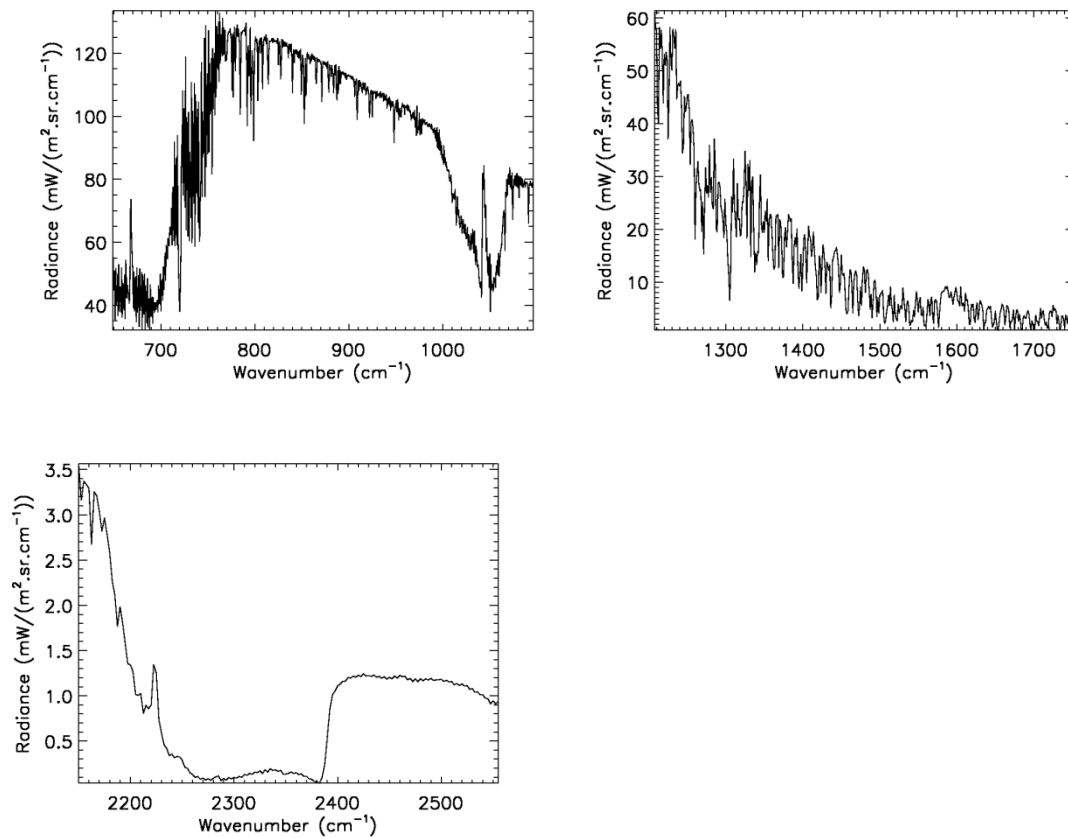 Radiance (mW/(m².sr.cm⁻¹))
120
100
80
60
40
700 800 900 1000
Wavenumber (cm⁻¹)
Radiance (mW/(m².sr.cm⁻¹))
60
50
40
30
20
10
1300 1400 1500 1600 1700
Wavenumber (cm⁻¹)
Radiance (mW/(m².sr.cm⁻¹))
3.5
3.0
2.5
2.0
1.5
1.0
0.5
2200 2300 2400 2500
Wavenumber (cm⁻¹)